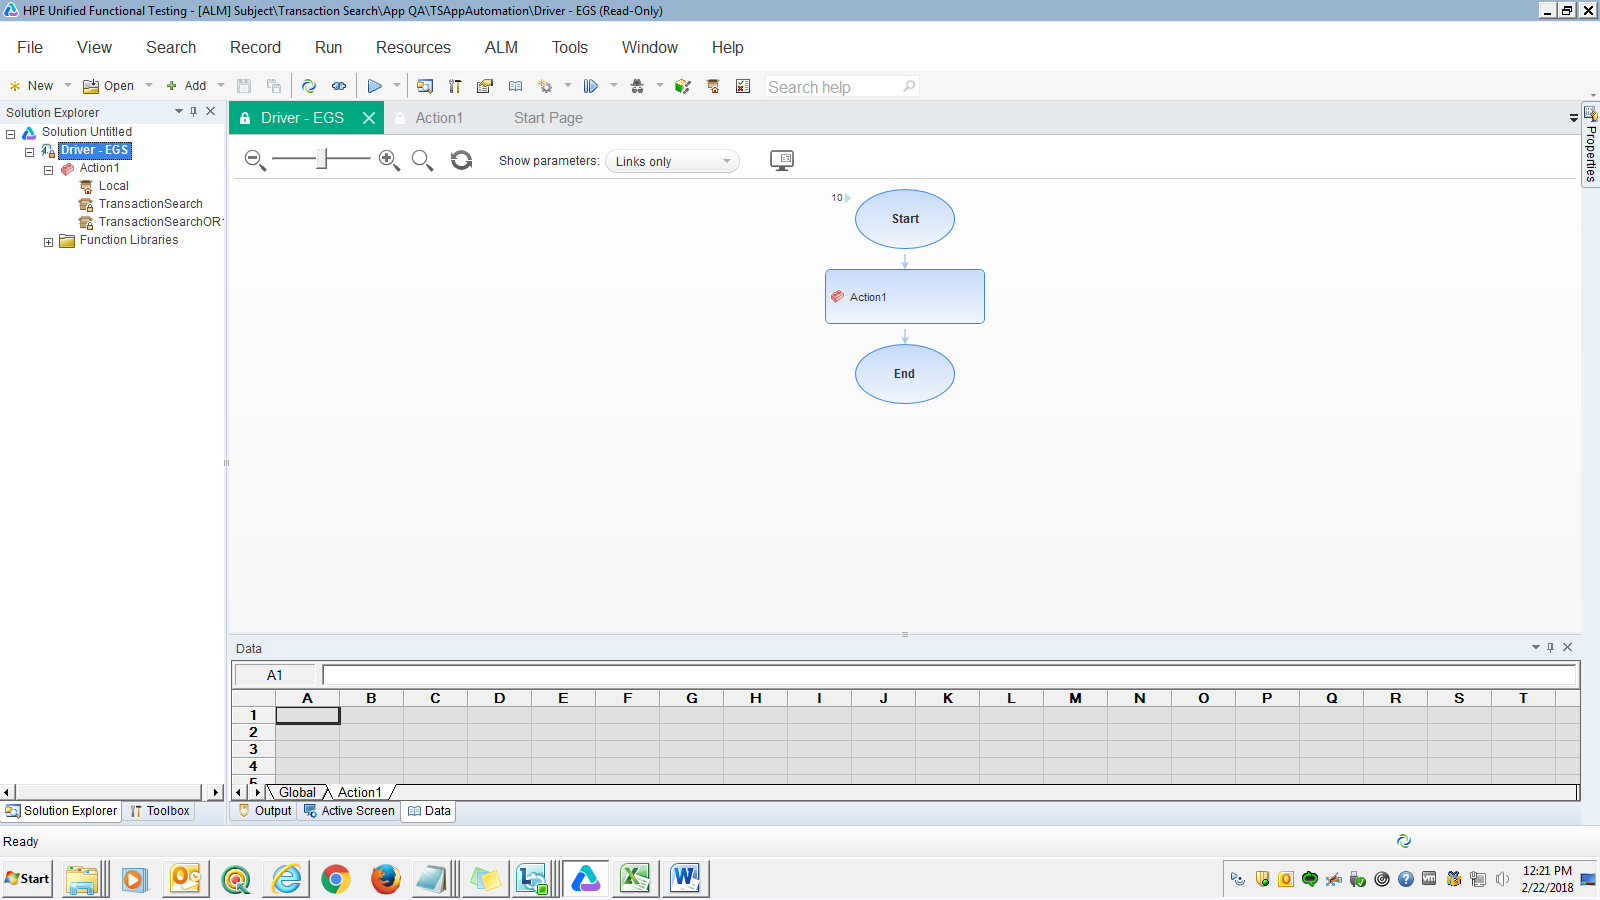 HPE Unified Functional Testing - [ALM] Subject\Transaction Search\App QA\TSAppAutomation\Driver - EGS (Read-Only)
File View Search Record Run Resources ALM Tools Window Help
New Open Add Search help
Solution Explorer
Solution Untitled
Driver - EGS
Action1
Local
TransactionSearch
TransactionSearchOR1
Function Libraries
Driver - EGS Action1 Start Page
Show parameters: Links only
10
Start
Action1
End
Properties
Data
A1
A B C D E F G H I J K L M N O P Q R S T
1
2
3
4
5
Global Action1
Solution Explorer Toolbox
Output Active Screen Data
Ready
Start
12:21 PM
2/22/2018